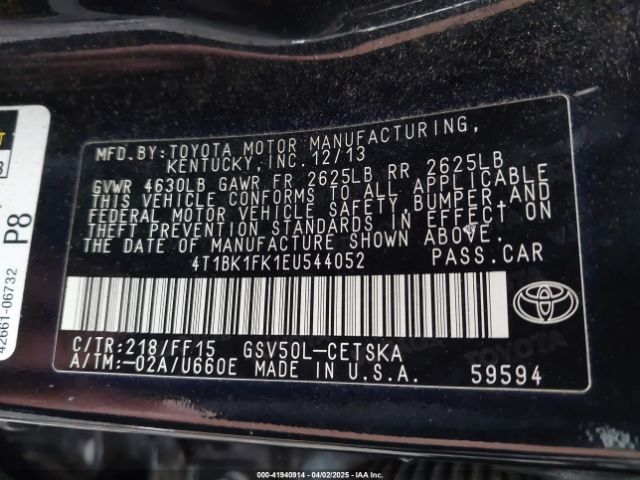 MFD.BY:TOYOTA MOTOR MANUFACTURING,
KENTUCKY,INC.12/13
GVWR 4630LB GAWR FR 2625LB RR 2625LB
THIS VEHICLE CONFORMS TO ALL APPLICABLE
FEDERAL MOTOR VEHICLE SAFETY,BUMPER,AND
THEFT PREVENTION STANDARDS IN EFFECT ON
THE DATE OF MANUFACTURE SHOWN ABOVE.
4T1BK1FK1EU544052 PASS.CAR
C/TR:218/FF15 GSV50L-CETSKA
A/TM:-02A/U660E MADE IN U.S.A. 59594
TOYOTA
P8
42661-06732
000-41940914 - 04/02/2025 - IAAI.COM